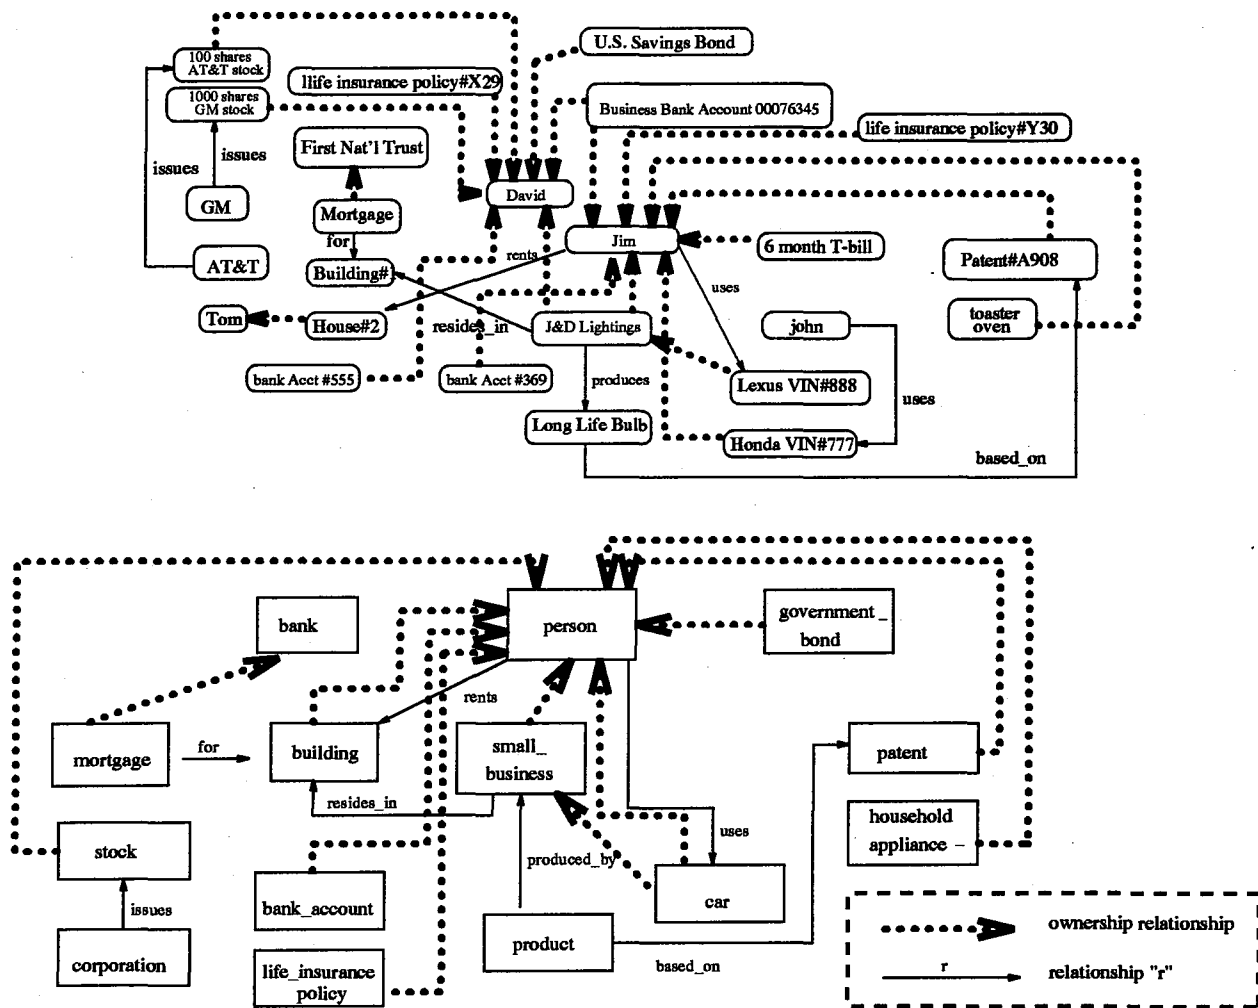 U.S. Savings Bond
100 shares
AT&T stock
llife insurance policy#X29
1000 shares
GM stock
Business Bank Account 00076345
life insurance policy#Y30
First Nat'l Trust
issues
issues
David
GM
Mortgage
for
Jim
6 month T-bill
rents
AT&T
Building#
Patent#A908
uses
Tom
House#2
resides_in
J&D Lightings
john
toaster
oven
bank Acct #555
bank Acct #369
produces
Lexus VIN#888
uses
Long Life Bulb
Honda VIN#777
based_on
bank
person
government_
bond
rents
mortgage
for
building
small_
business
patent
resides_in
household
appliance
stock
produced_by
uses
issues
bank_account
car
corporation
product
ownership relationship
life_insurance
policy
based_on
r
relationship "r"